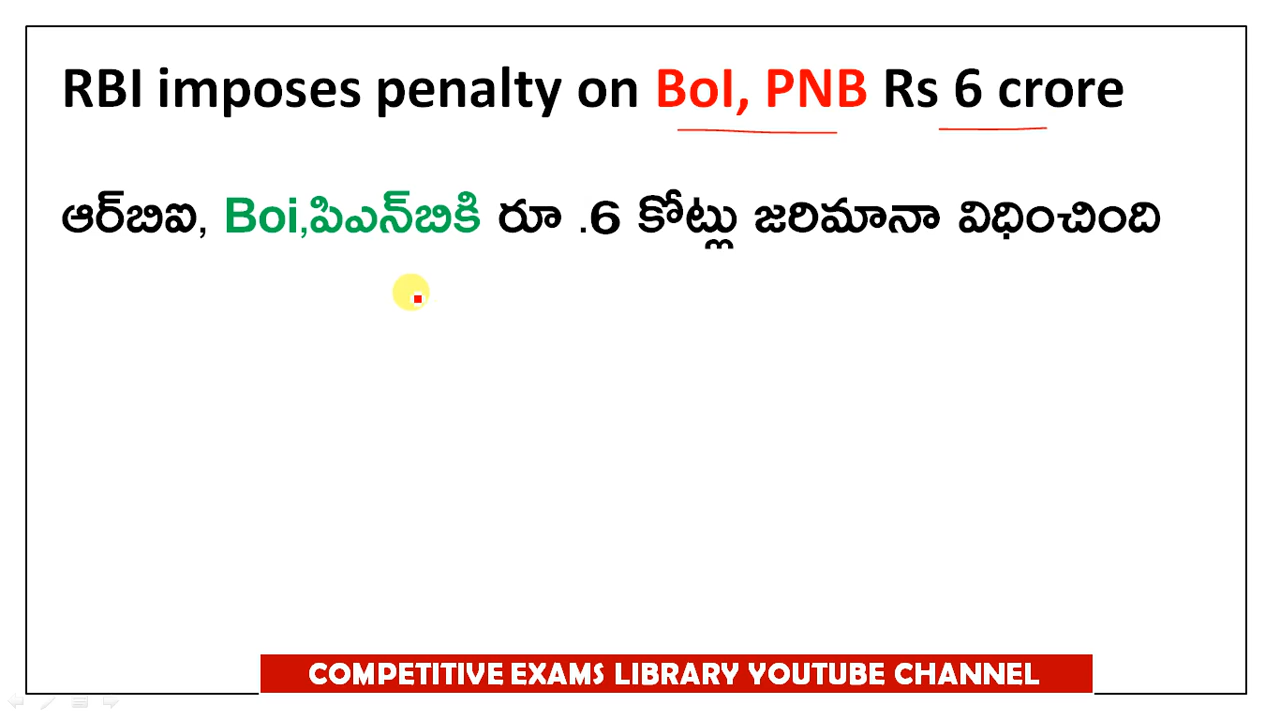 RBI imposes penalty on BoI, PNB Rs 6 crore
ఆర్‌బిఐ, Boi,పిఎన్‌బికి రూ .6 కోట్లు జరిమానా విధించింది
COMPETITIVE EXAMS LIBRARY YOUTUBE CHANNEL